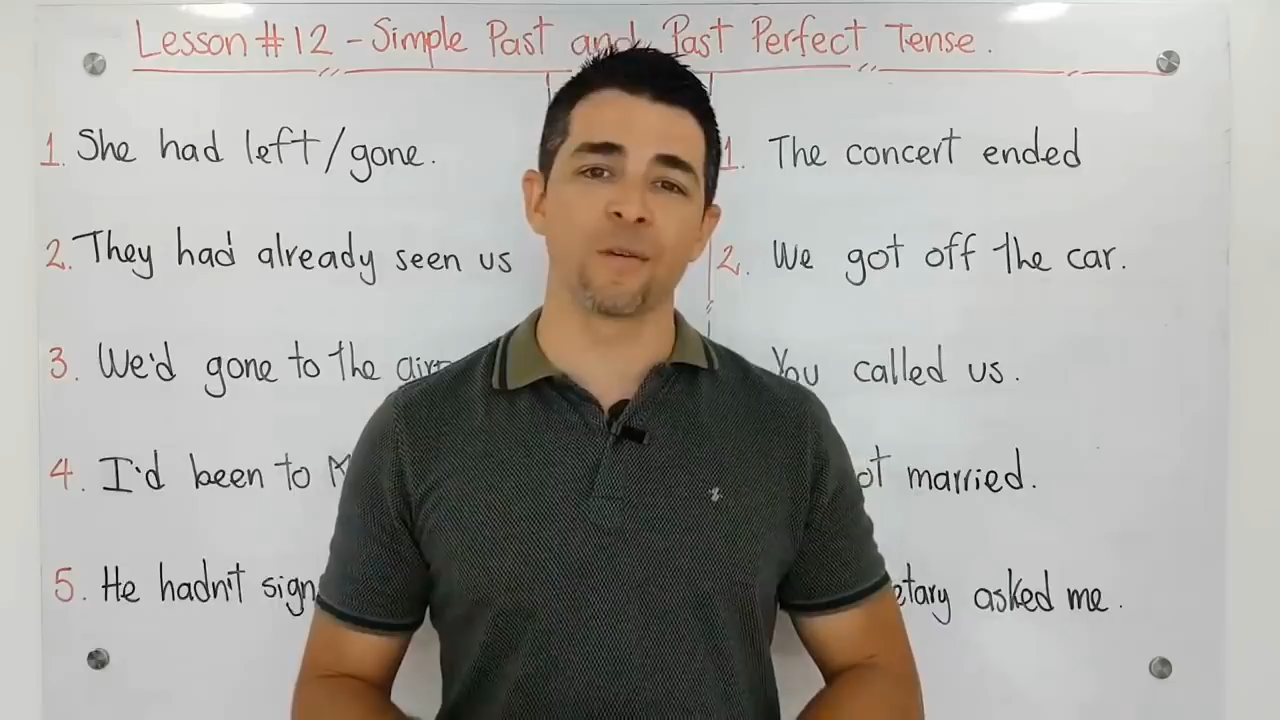 Lesson #12 - Simple Past and Past Perfect Tense.
1. She had left/gone.
2. They had already seen us
3. We'd gone to the
4. I'd been to
5. He hadn't
1. The concert ended
2. We got off the car.
You called us.
married.
asked me.